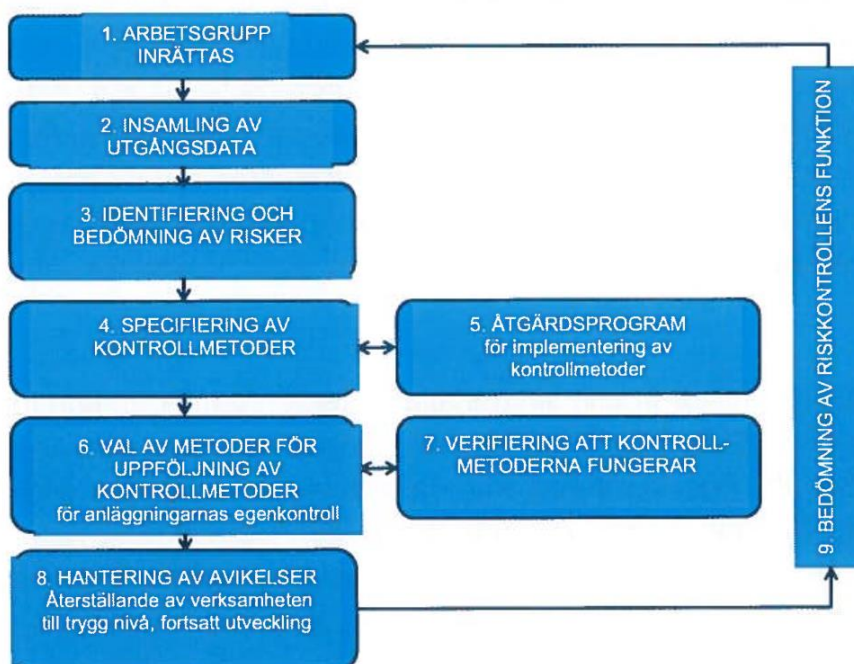 1. ARBETSGRUPP
INRÄTTAS
2. INSAMLING AV
UTGÅNGSDATA
3. IDENTIFIERING OCH
BEDÖMNING AV RISKER
4. SPECIFIERING AV
KONTROLLMETODER
5. ÅTGÄRDSPROGRAM
för implementering av
kontrollmetoder
6. VAL AV METODER FÖR
UPPFÖLJNING AV
KONTROLLMETODER
för anläggningarnas egenkontroll
7. VERIFIERING ATT KONTROLL-
METODERNA FUNGERAR
8. HANTERING AV AVIKELSER
Återställande av verksamheten
till trygg nivå, fortsatt utveckling
9. BEDÖMNING AV RISKKONTROLLENS FUNKTION